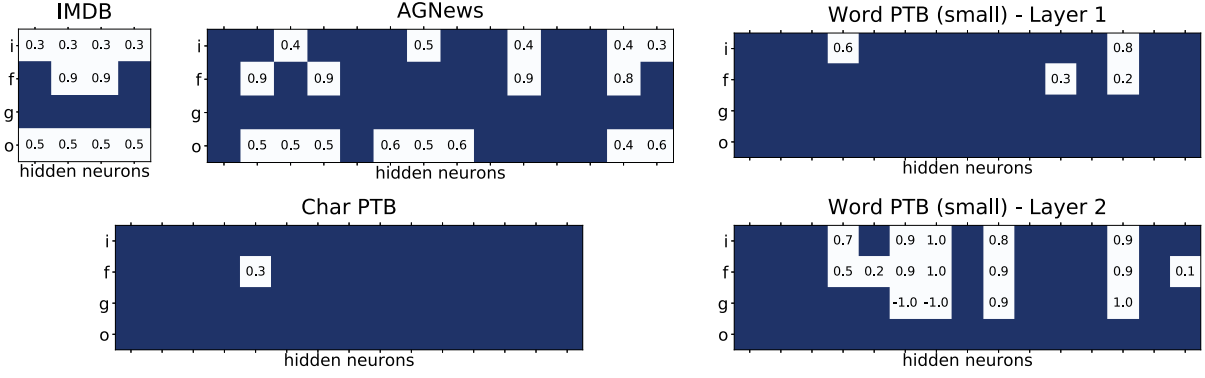 IMDB
i 0.3 0.3 0.3 0.3
f 0.9 0.9
g
o 0.5 0.5 0.5 0.5
hidden neurons
AGNews
i 0.4 0.5 0.4 0.4 0.3
f 0.9 0.9 0.9 0.8
g
o 0.5 0.5 0.5 0.6 0.5 0.6 0.4 0.6
hidden neurons
Word PTB (small) - Layer 1
i 0.6 0.8
f 0.3 0.2
g
o
hidden neurons
Char PTB
i
f 0.3
g
o
hidden neurons
Word PTB (small) - Layer 2
i 0.7 0.9 1.0 0.8 0.9
f 0.5 0.2 0.9 1.0 0.9 0.9 0.1
g -1.0 -1.0 0.9 1.0
o
hidden neurons